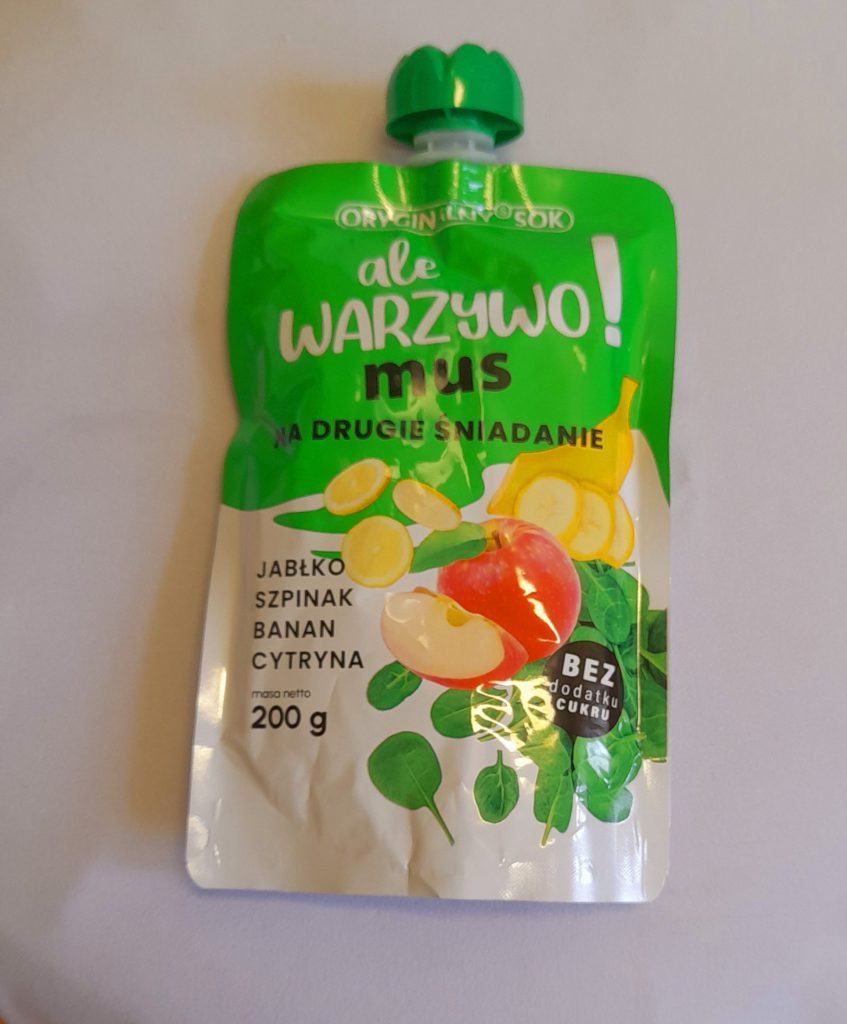 ORYGINALNY® SOK
ale
WARZYWO!
mus
NA DRUGIE ŚNIADANIE
JABŁKO
SZPINAK
BANAN
CYTRYNA
masa netto
200 g
BEZ
dodatku
CUKRU